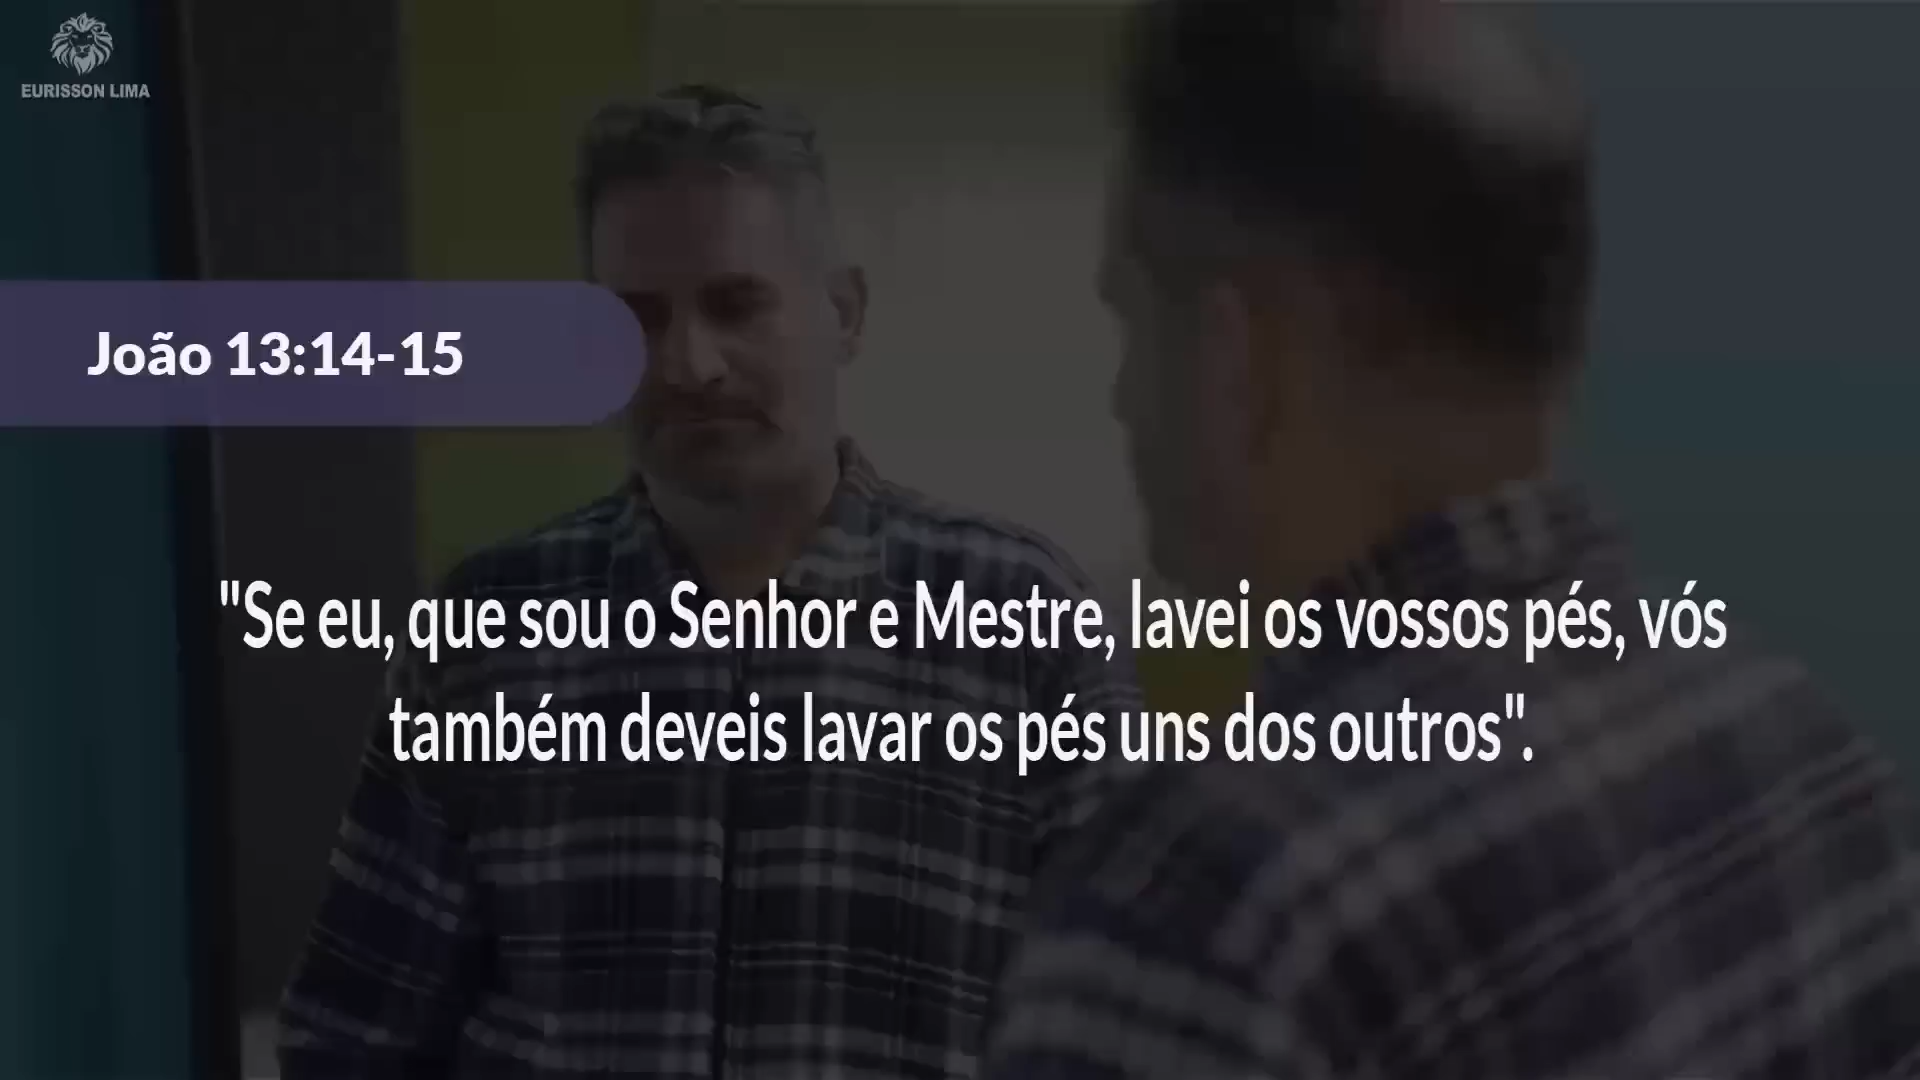 EURISSON LIMA
João 13:14-15
"Se eu, que sou o Senhor e Mestre, lavei os vossos pés, vós
também deveis lavar os pés uns dos outros".